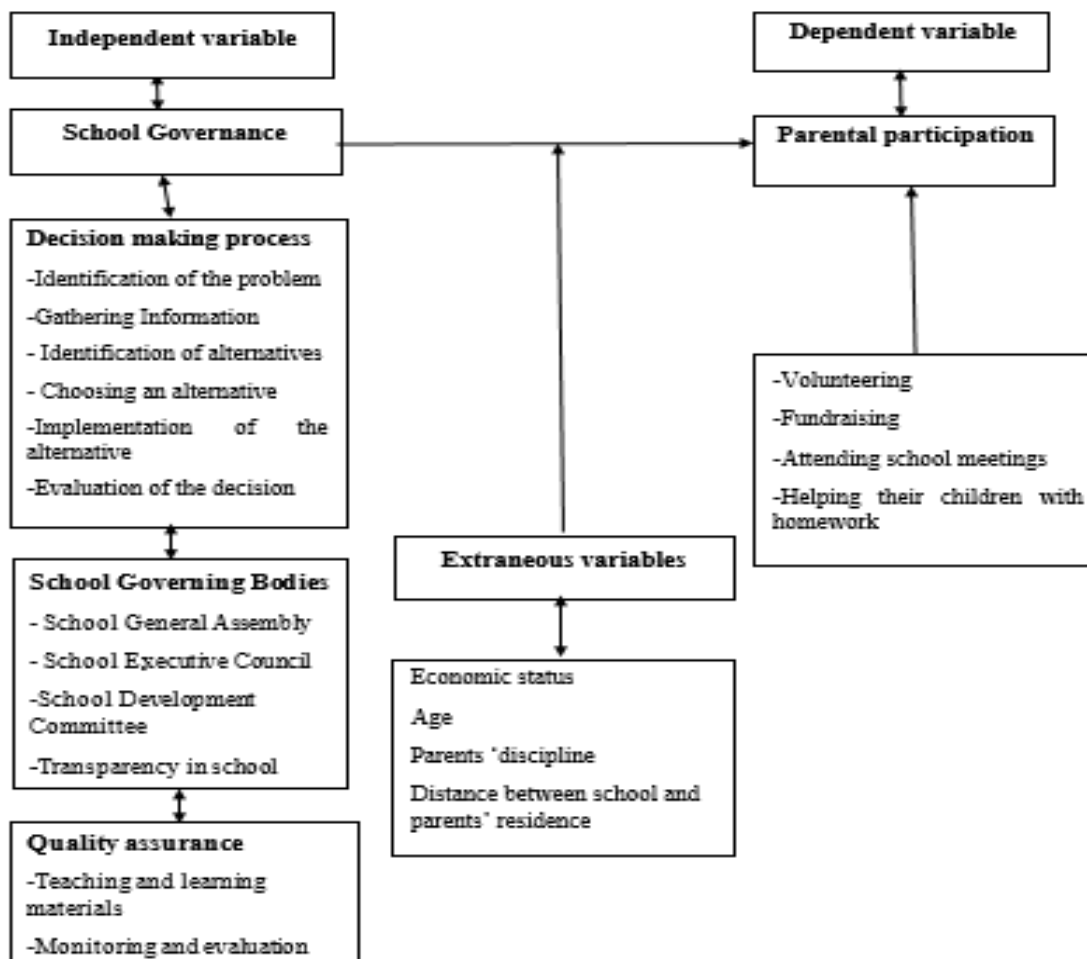 Independent variable
School Governance
Decision making process
-Identification of the problem
-Gathering Information
- Identification of alternatives
- Choosing an alternative
-Implementation of the
alternative
-Evaluation of the decision
School Governing Bodies
- School General Assembly
- School Executive Council
-School Development
Committee
-Transparency in school
Quality assurance
-Teaching and learning
materials
-Monitoring and evaluation
Extraneous variables
Economic status
Age
Parents ‘discipline
Distance between school and
parents’ residence
Dependent variable
Parental participation
-Volunteering
-Fundraising
-Attending school meetings
-Helping their children with
homework